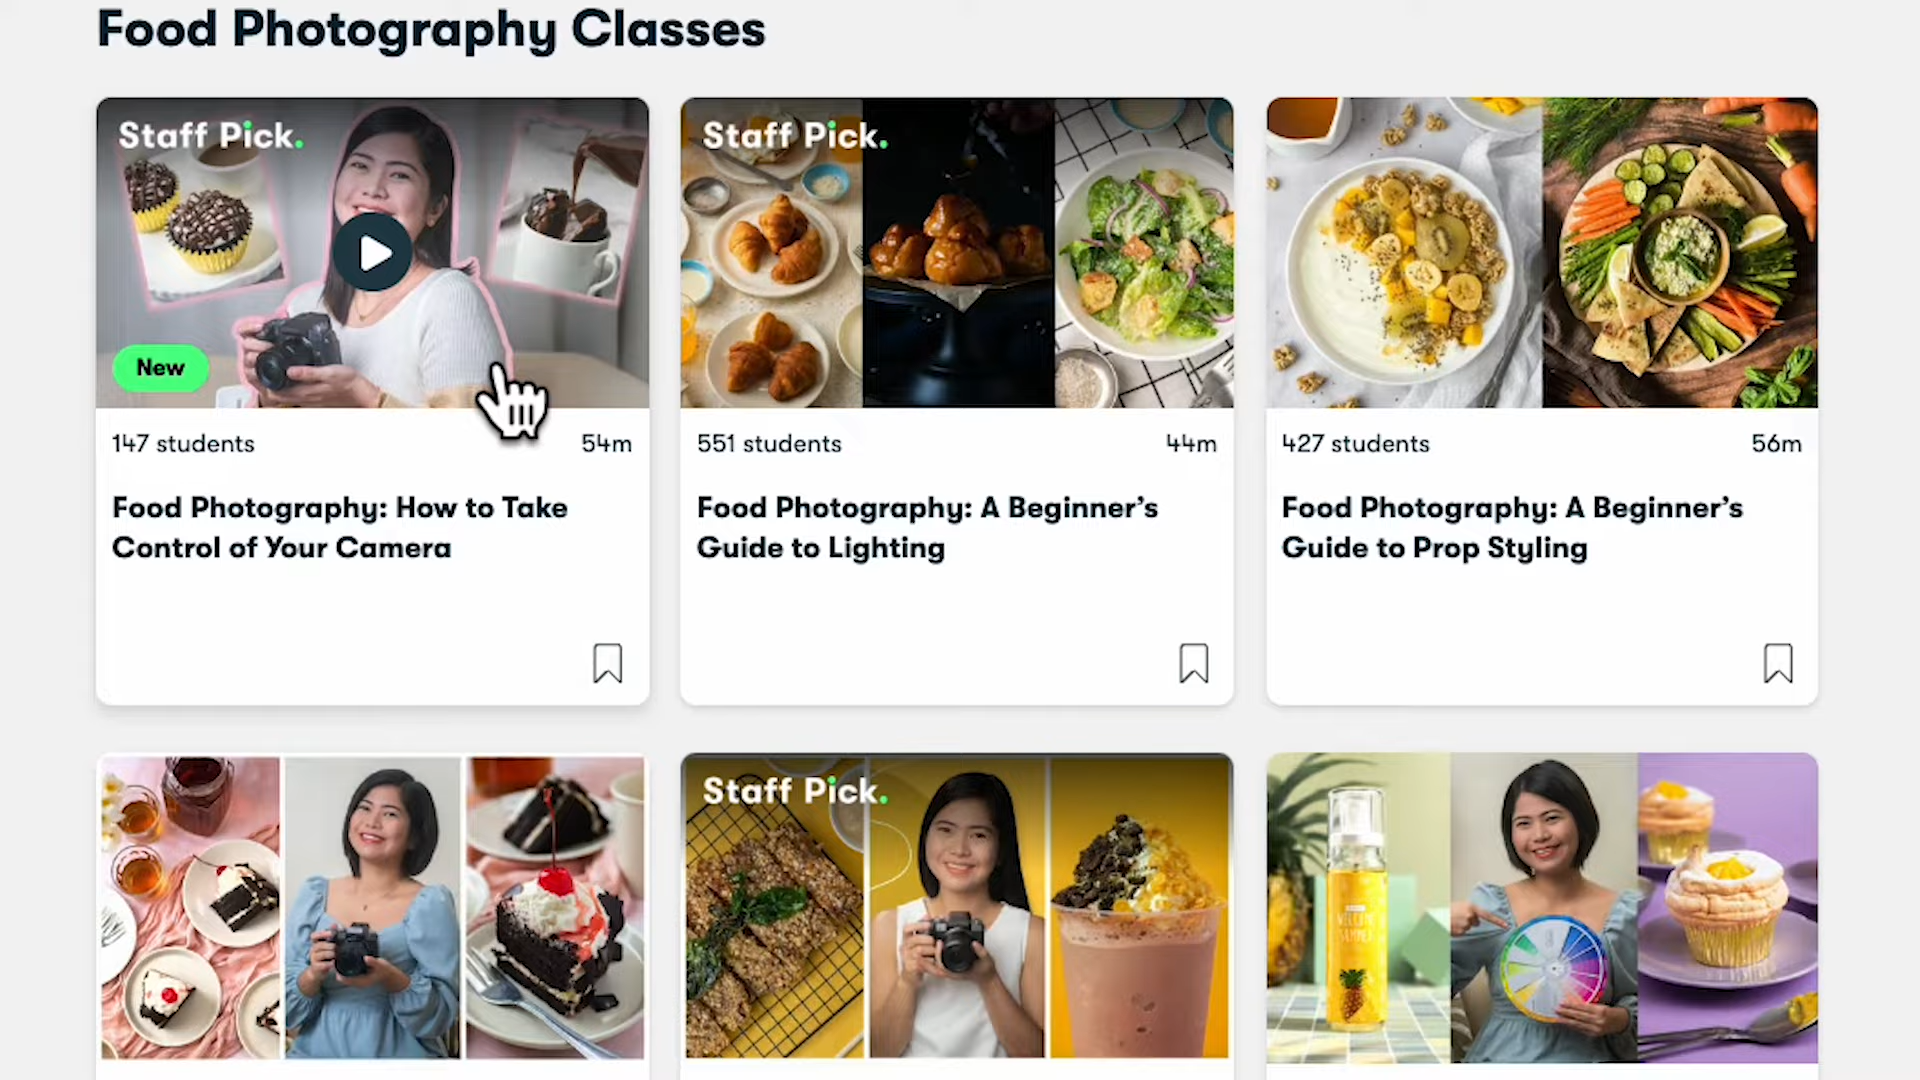 Food Photography Classes
Staff Pick.
New
147 students
54m
Food Photography: How to Take
Control of Your Camera
Staff Pick.
551 students
44m
Food Photography: A Beginner’s
Guide to Lighting
427 students
56m
Food Photography: A Beginner’s
Guide to Prop Styling
Staff Pick.